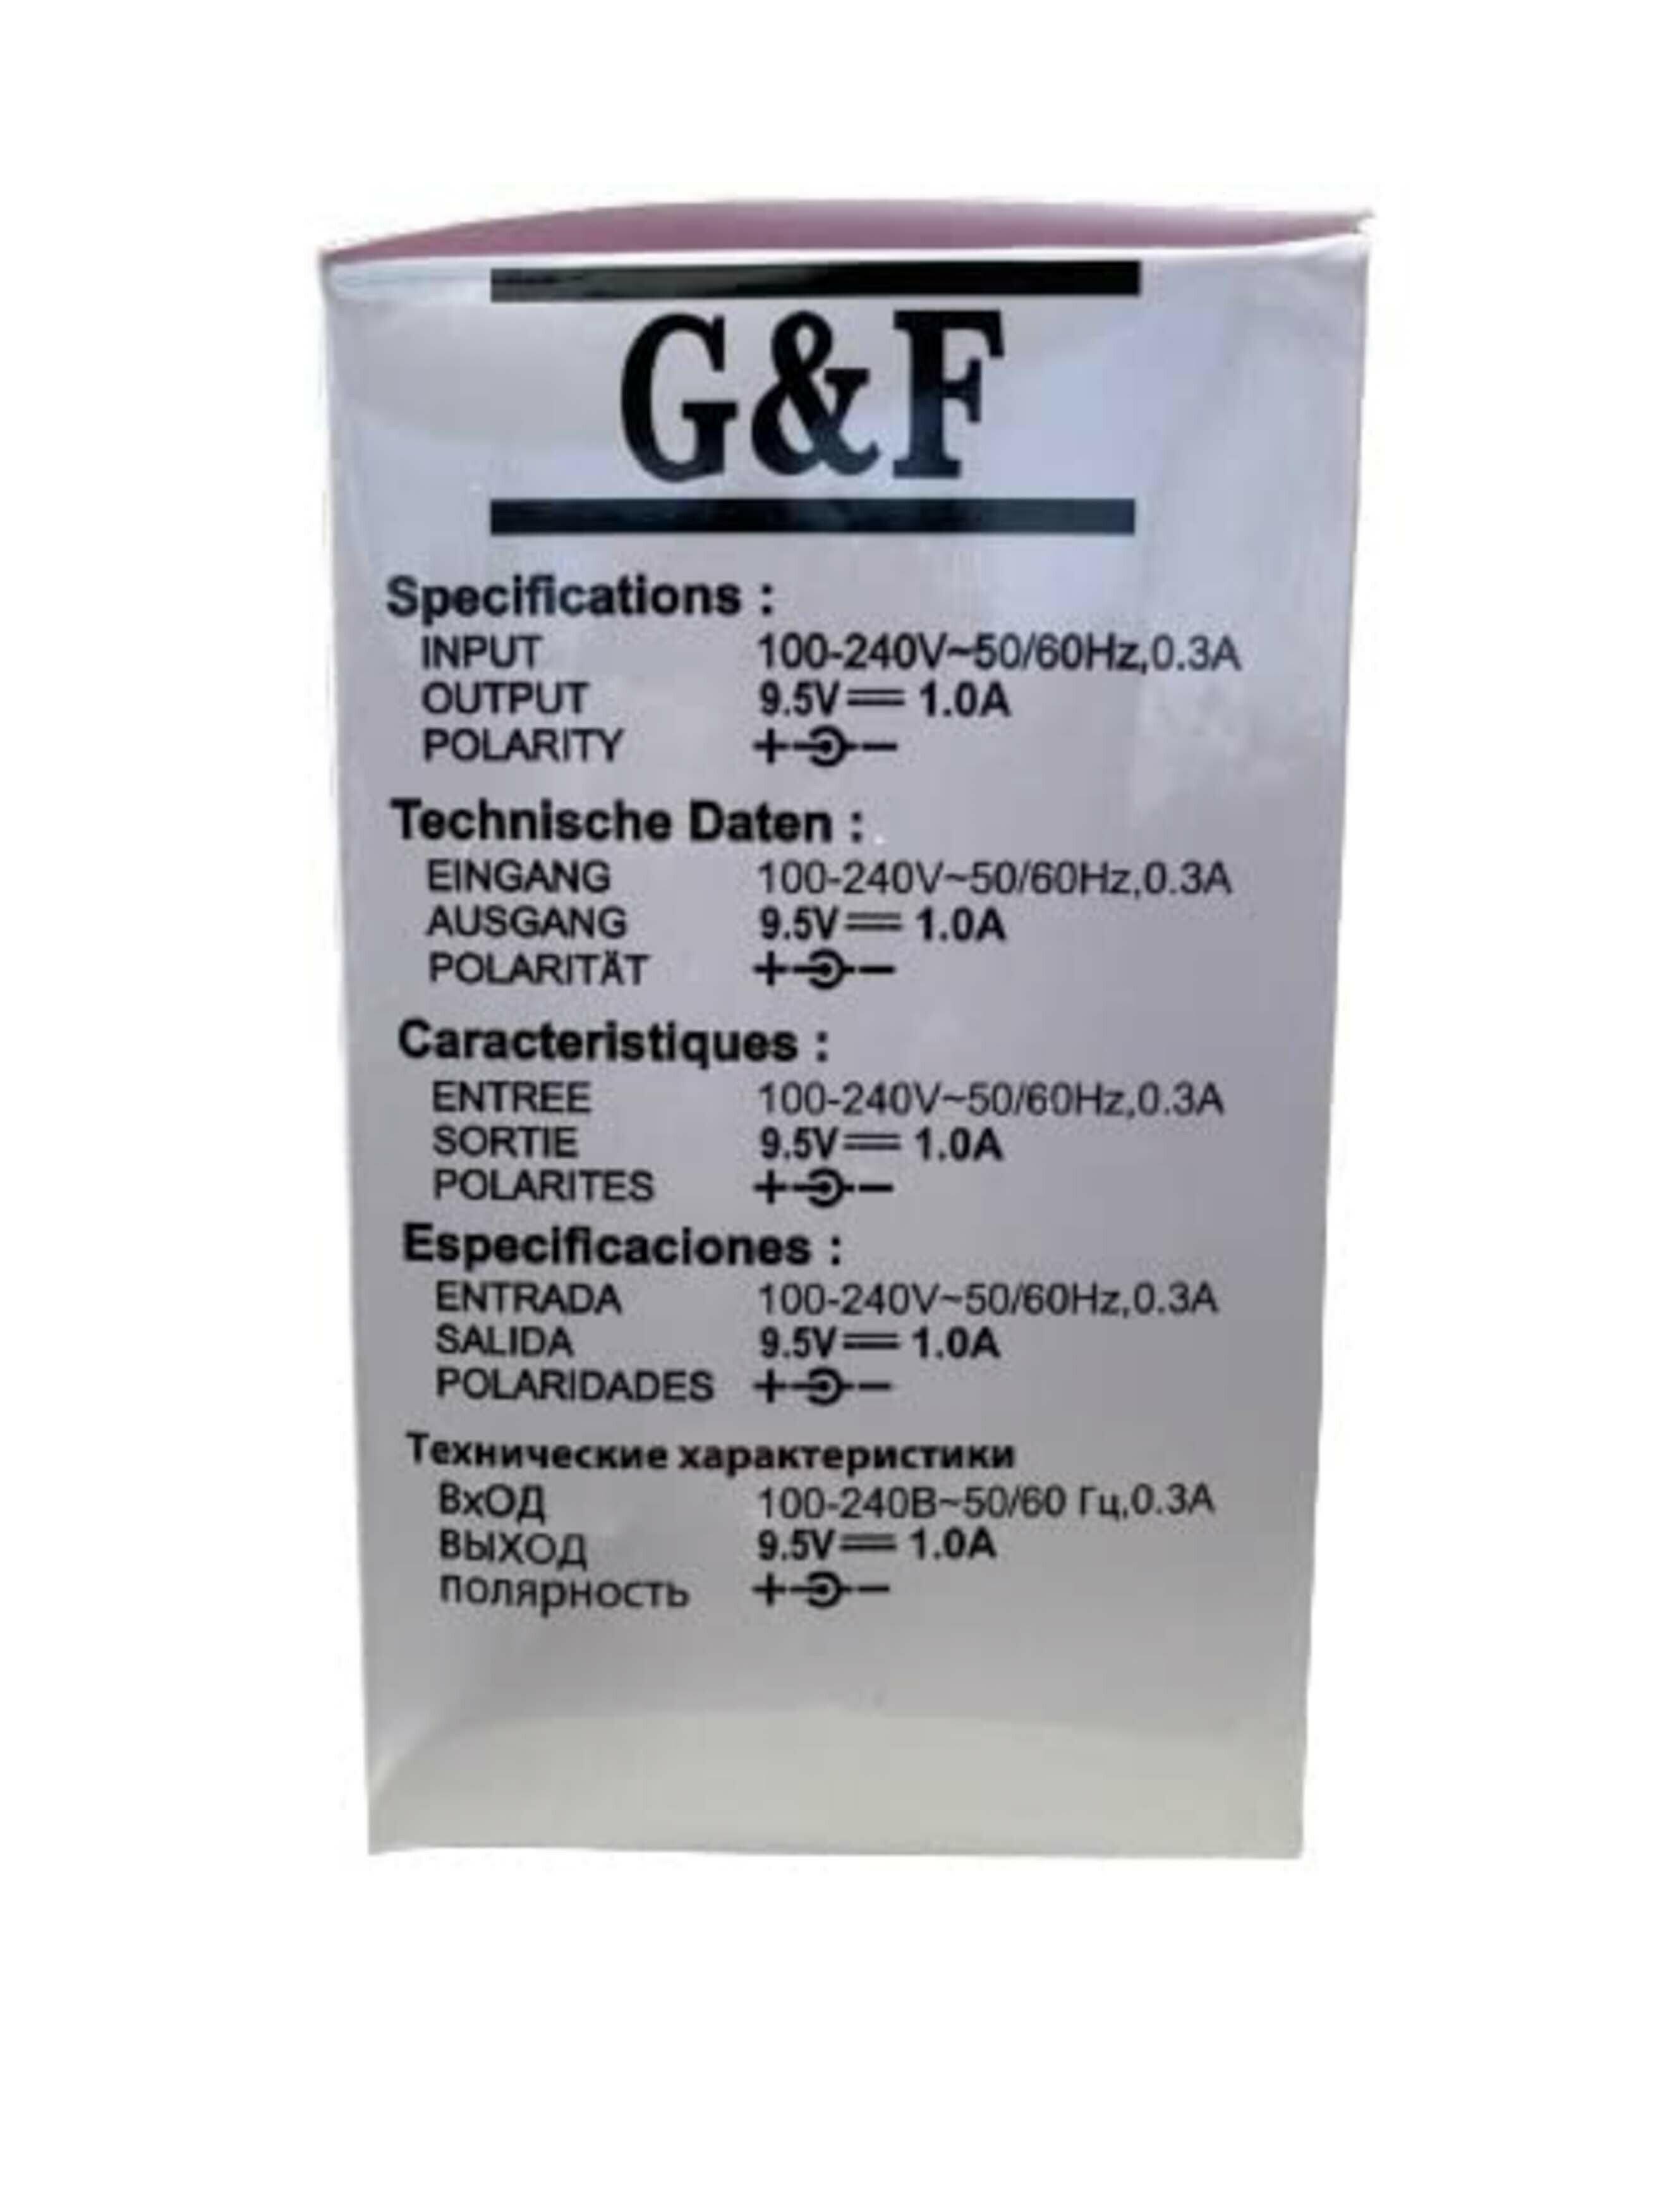 G&F
Specifications :
INPUT 100-240V~50/60Hz,0.3A
OUTPUT 9.5V⎓1.0A
POLARITY +-
Technische Daten :
EINGANG 100-240V~50/60Hz,0.3A
AUSGANG 9.5V⎓1.0A
POLARITÄT +-
Caracteristiques :
ENTREE 100-240V~50/60Hz,0.3A
SORTIE 9.5V⎓1.0A
POLARITES +-
Especificaciones :
ENTRADA 100-240V~50/60Hz,0.3A
SALIDA 9.5V⎓1.0A
POLARIDADES +-
Технические характеристики
ВхОД 100-240В~50/60 Гц,0.3А
ВЫХОД 9.5V⎓1.0A
полярность +-